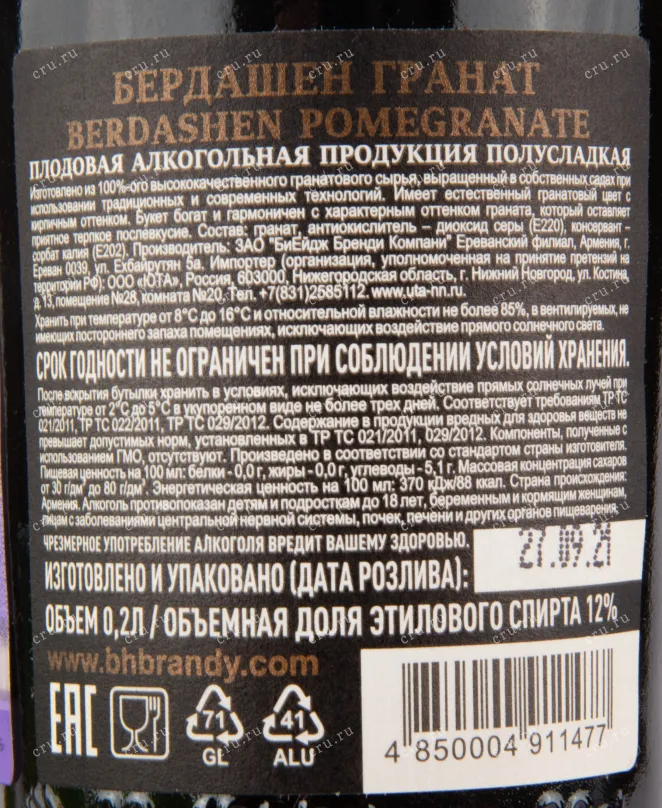 БЕРДАШЕН ГРАНАТ
BERDASHEN POMEGRANATE
ПЛОДОВАЯ АЛКОГОЛЬНАЯ ПРОДУКЦИЯ ПОЛУСЛАДКАЯ
Изготовлено из 100%-ого высококачественного гранатового сырья, выращенный в собственных садах при
использовании традиционных и современных технологий. Имеет естественный гранатовый цвет с
кирпичным оттенком. Букет богат и гармоничен с характерным оттенком граната, который оставляет
приятное терпкое послевкусие. Состав: гранат, антиокислитель – диоксид серы (Е220), консервант –
сорбат калия (Е202). Производитель: ЗАО "БиЕйдж Бренди Компани" Ереванский филиал, Армения, г.
Ереван 0039, ул. Ехбайрутян 5а. Импортер (организация, уполномоченная на принятие претензий на
территории РФ): ООО «ЮТА», Россия, 603000, Нижегородская область, г. Нижний Новгород, ул. Костина,
д. 13, помещение №28, комната №20, Тел. +7(831)2585112. www.uta-nn.ru.
Хранить при температуре от 8°С до 16°С и относительной влажности не более 85%, в вентилируемых, не
имеющих постороннего запаха помещениях, исключающих воздействие прямого солнечного света.
СРОК ГОДНОСТИ НЕ ОГРАНИЧЕН ПРИ СОБЛЮДЕНИИ УСЛОВИЙ ХРАНЕНИЯ.
После вскрытия бутылки хранить в условиях, исключающих воздействие прямых солнечных лучей при
температуре от 2°С до 5°С в укупоренном виде не более трех дней. Соответствует требованиям ТР ТС
021/2011, ТР ТС 022/2011, ТР ТС 029/2012. Содержание в продукции вредных для здоровья веществ не
превышает допустимых норм, установленных в ТР ТС 021/2011, 029/2012. Компоненты, полученные с
использованием ГМО, отсутствуют. Произведено в соответствии со стандартом страны изготовителя.
Пищевая ценность на 100 мл: белки - 0,0 г, жиры - 0,0 г, углеводы - 5,1 г. Массовая концентрация сахаров
от 30 г/дм³ до 80 г/дм³. Энергетическая ценность на 100 мл: 370 кДж/88 ккал. Страна происхождения:
Армения. Алкоголь противопоказан детям и подросткам до 18 лет, беременным и кормящим женщинам,
лицам с заболеваниями центральной нервной системы, почек, печени и других органов пищеварения.
ЧРЕЗМЕРНОЕ УПОТРЕБЛЕНИЕ АЛКОГОЛЯ ВРЕДИТ ВАШЕМУ ЗДОРОВЬЮ.
ИЗГОТОВЛЕНО И УПАКОВАНО (ДАТА РОЗЛИВА): 27.09.21
ОБЪЕМ 0,2Л / ОБЪЕМНАЯ ДОЛЯ ЭТИЛОВОГО СПИРТА 12%
www.bhbrandy.com
EAC
71 GL
41 ALU
4 850004 911477
cru.ru